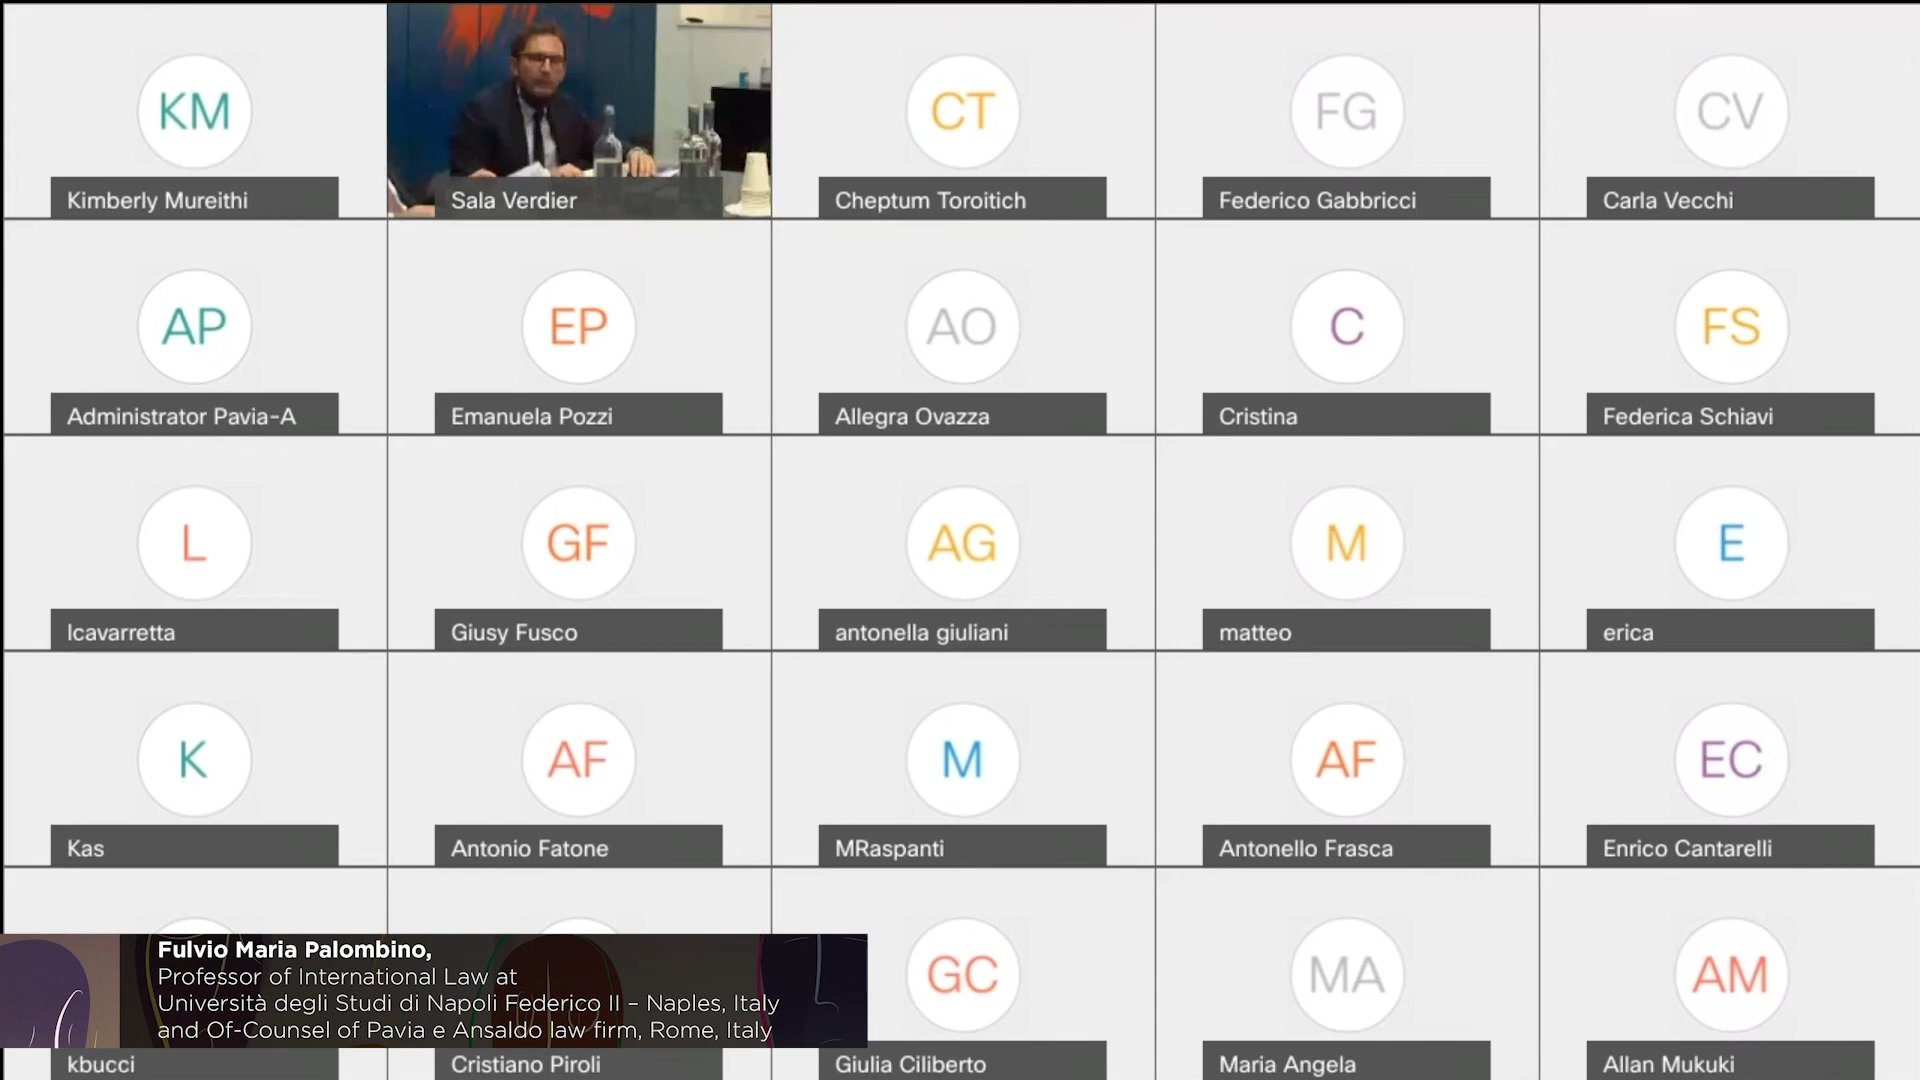 KM
Kimberly Mureithi
Sala Verdier
CT
Cheptum Toroitich
FG
Federico Gabbricci
CV
Carla Vecchi
AP
Administrator Pavia-A
EP
Emanuela Pozzi
AO
Allegra Ovazza
C
Cristina
FS
Federica Schiavi
L
lcavarretta
GF
Giusy Fusco
AG
antonella giuliani
M
matteo
E
erica
K
Kas
AF
Antonio Fatone
M
MRaspanti
AF
Antonello Frasca
EC
Enrico Cantarelli
Fulvio Maria Palombino,
Professor of International Law at
Università degli Studi di Napoli Federico II – Naples, Italy
and Of-Counsel of Pavia e Ansaldo law firm, Rome, Italy
kbucci
Cristiano Piroli
GC
Giulia Ciliberto
MA
Maria Angela
AM
Allan Mukuki